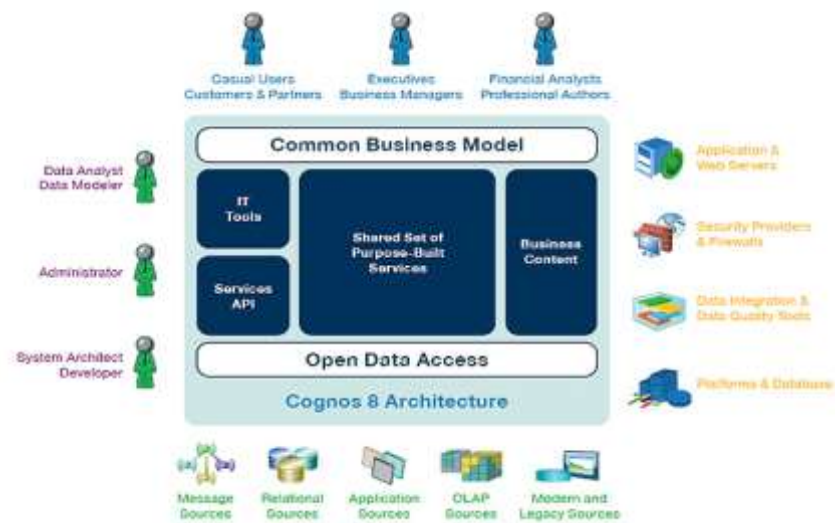 Casual Users
Customers & Partners
Executives
Business Managers
Financial Analysts
Professional Authors
Common Business Model
Data Analyst
Data Modeler
IT
Tools
Shared Set of
Purpose-Built
Services
Business
Content
Application &
Web Servers
Security Providers
& Firewalls
Administrator
Services
API
Data Integration &
Data Quality Tools
System Architect
Developer
Open Data Access
Platforms & Database
Cognos 8 Architecture
Message
Sources
Relational
Sources
Application
Sources
OLAP
Sources
Modern and
Legacy Sources